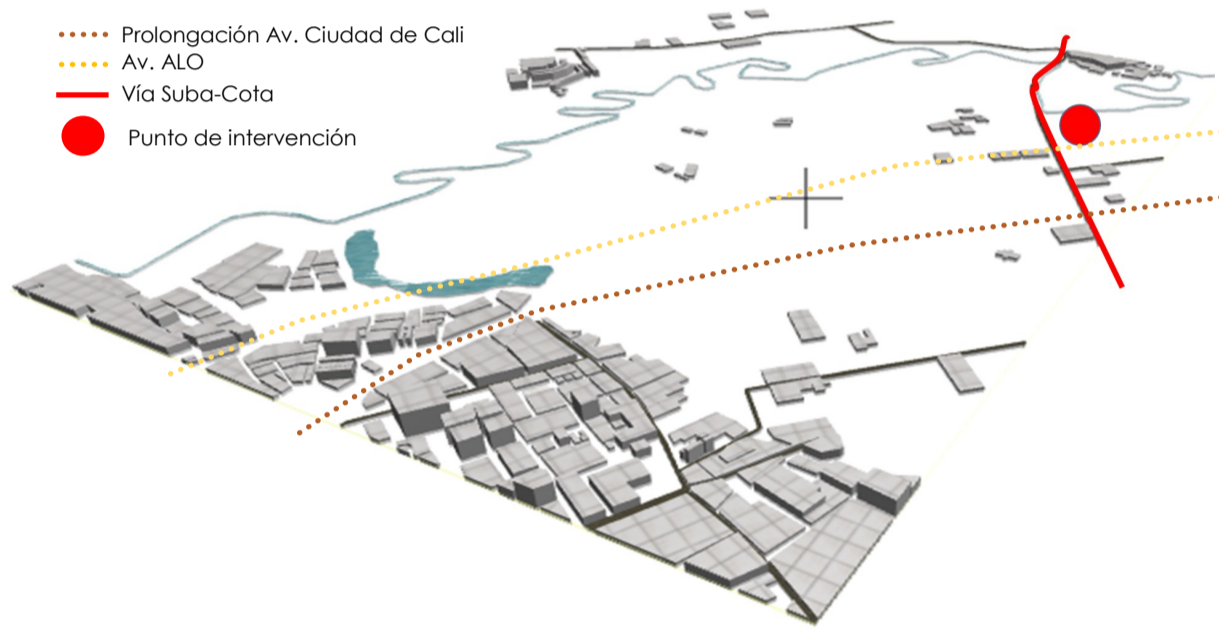 Prolongación Av. Ciudad de Cali
Av. ALO
Vía Suba-Cota
Punto de intervención